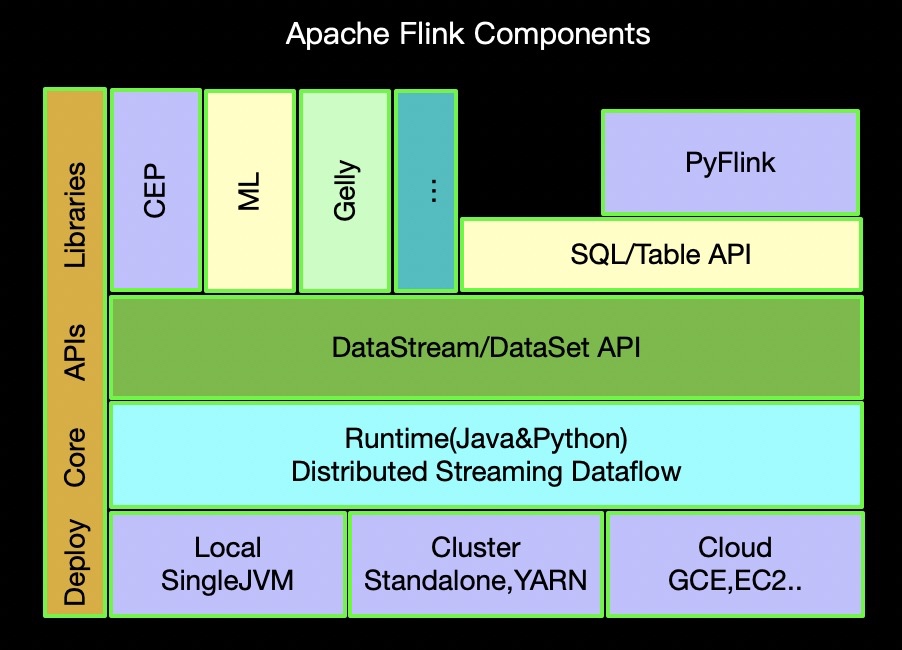 Apache Flink Components
Libraries
CEP
ML
Gelly
...
PyFlink
SQL/Table API
APIs
DataStream/DataSet API
Core
Runtime(Java&Python)
Distributed Streaming Dataflow
Deploy
Local
SingleJVM
Cluster
Standalone,YARN
Cloud
GCE,EC2..